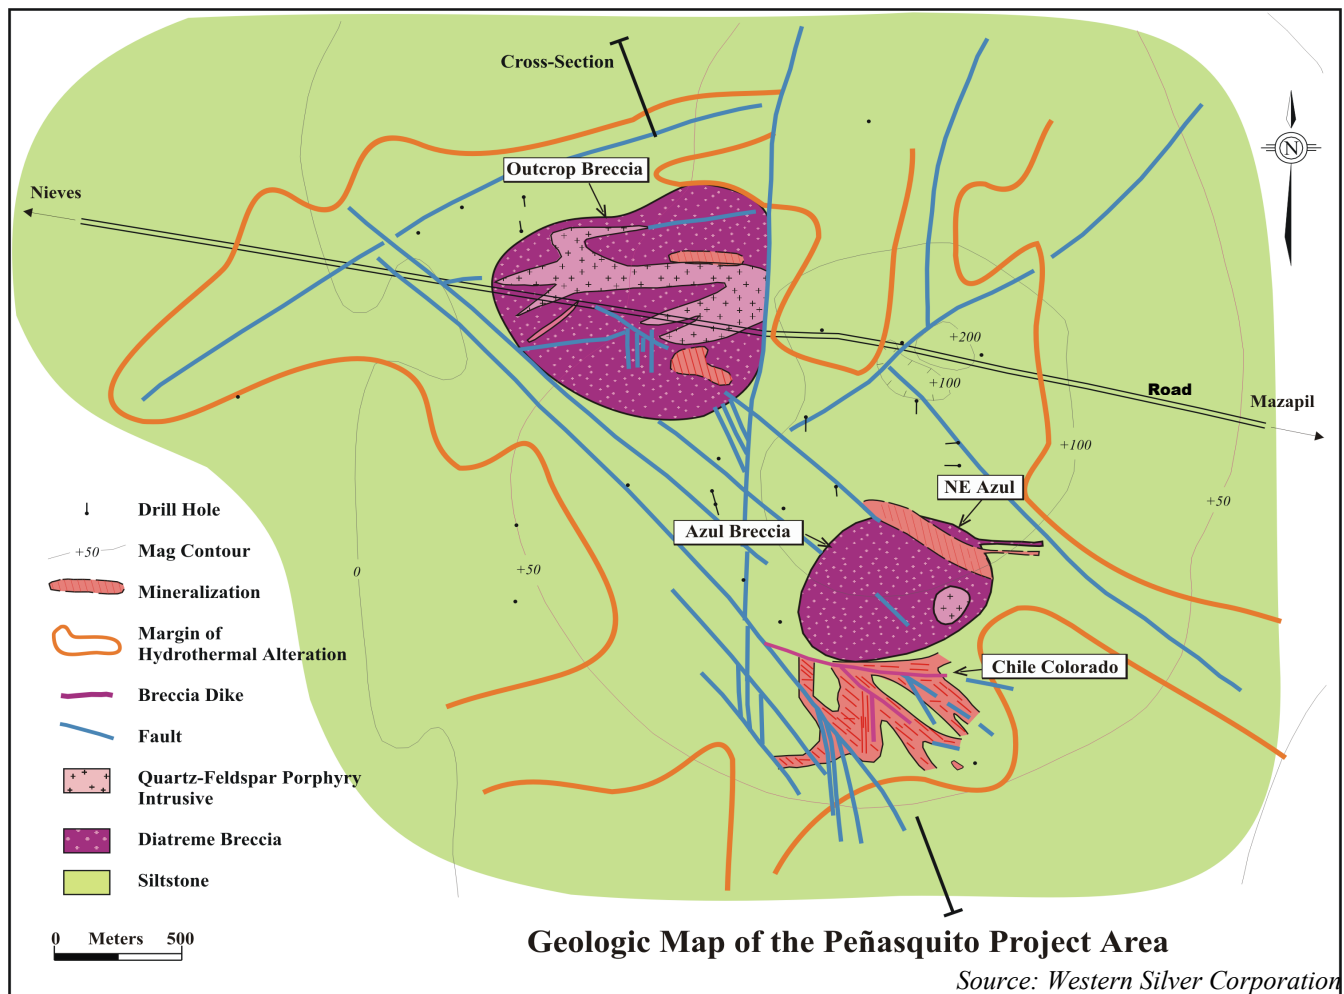 Cross-Section
Outcrop Breccia
Nieves
N
+200
+100
Road
Mazapil
+100
NE Azul
+50
Azul Breccia
+50
0
Chile Colorado
Drill Hole
+50
Mag Contour
Mineralization
Margin of
Hydrothermal Alteration
Breccia Dike
Fault
Quartz-Feldspar Porphyry
Intrusive
Diatreme Breccia
Siltstone
0 Meters 500
Geologic Map of the Peñasquito Project Area
Source: Western Silver Corporation